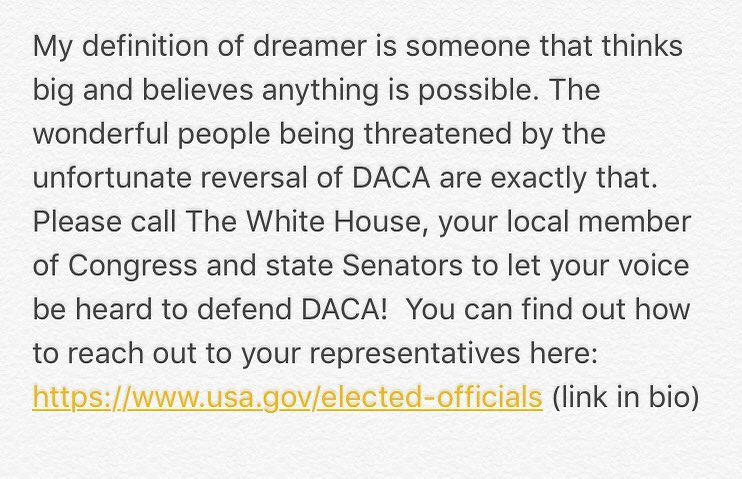 My definition of dreamer is someone that thinks
big and believes anything is possible. The
wonderful people being threatened by the
unfortunate reversal of DACA are exactly that.
Please call The White House, your local member
of Congress and state Senators to let your voice
be heard to defend DACA!  You can find out how
to reach out to your representatives here:
https://www.usa.gov/elected-officials (link in bio)